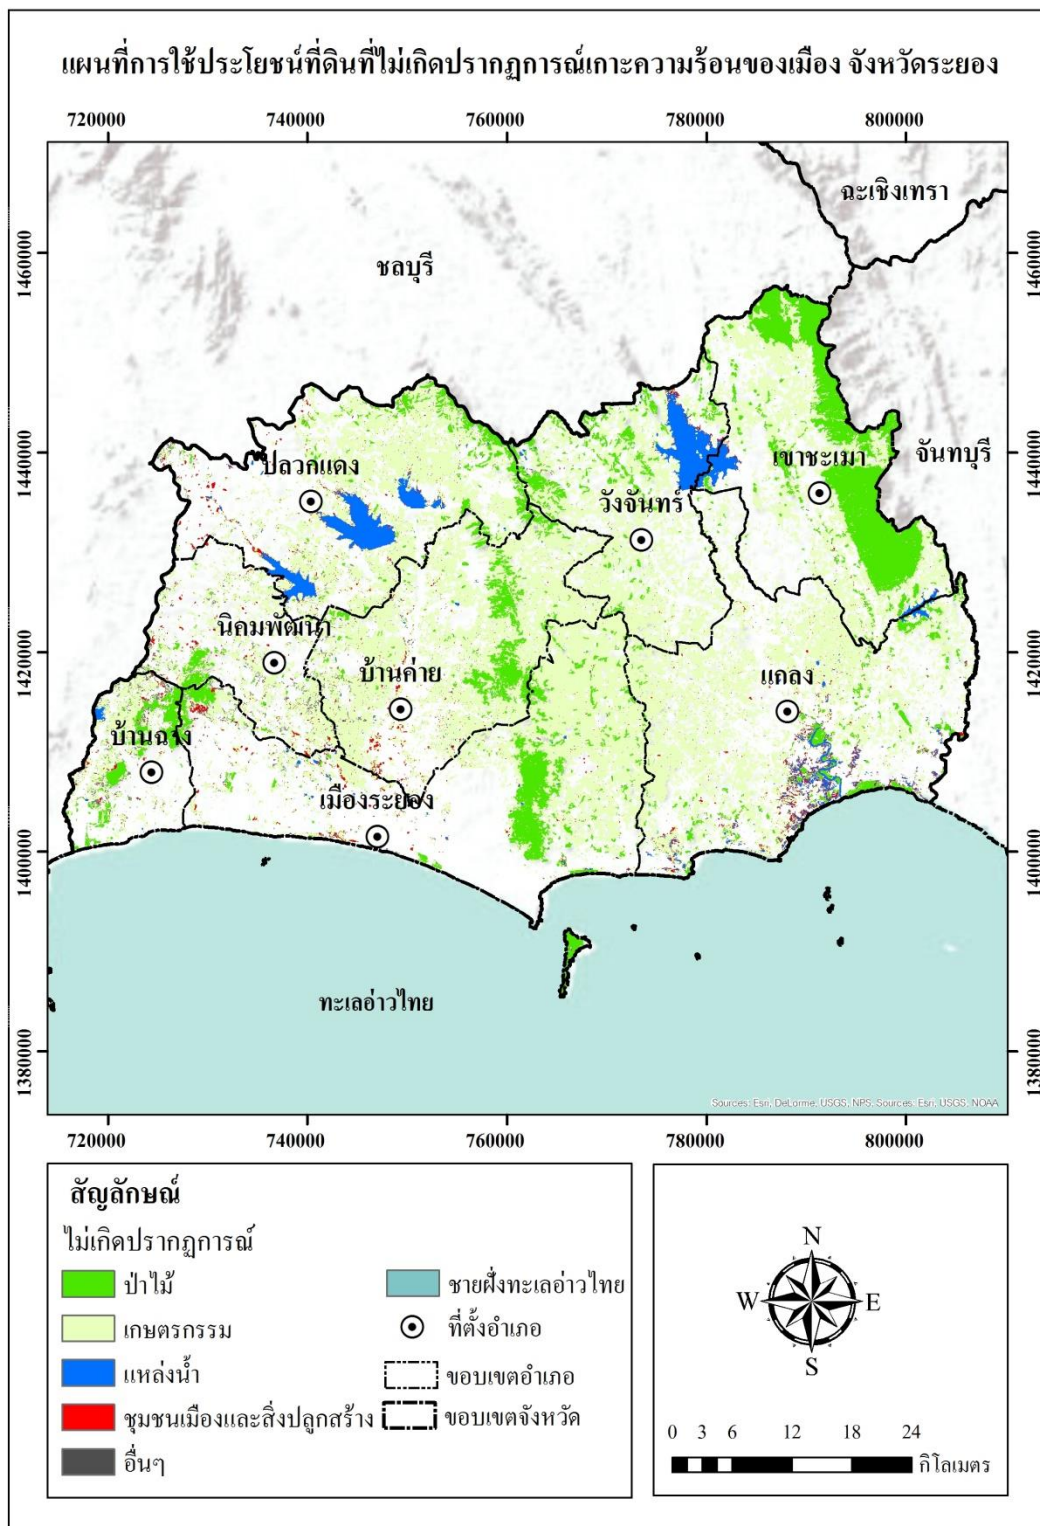 แผนที่การใช้ประโยชน์ที่ดินที่ไม่เกิดปรากฏการณ์เกาะความร้อนของเมือง จังหวัดระยอง
720000 740000 760000 780000 800000
ฉะเชิงเทรา
1460000 1460000
ชลบุรี
1440000 1440000
ปลวกแดง เขาชะเมา จันทบุรี
วังจันทร์
นิคมพัฒนา
1420000 1420000
บ้านค่าย แกลง
บ้านฉาง
เมืองระยอง
1400000 1400000
ทะเลอ่าวไทย
1380000 1380000
Sources: Esri, DeLorme, USGS, NPS, Sources: Esri, USGS, NOAA
720000 740000 760000 780000 800000
สัญลักษณ์
ไม่เกิดปรากฏการณ์
ป่าไม้
เกษตรกรรม
แหล่งน้ำ
ชุมชนเมืองและสิ่งปลูกสร้าง
อื่นๆ
ชายฝั่งทะเลอ่าวไทย
ที่ตั้งอำเภอ
ขอบเขตอำเภอ
ขอบเขตจังหวัด
N
W E
S
0 3 6 12 18 24
กิโลเมตร